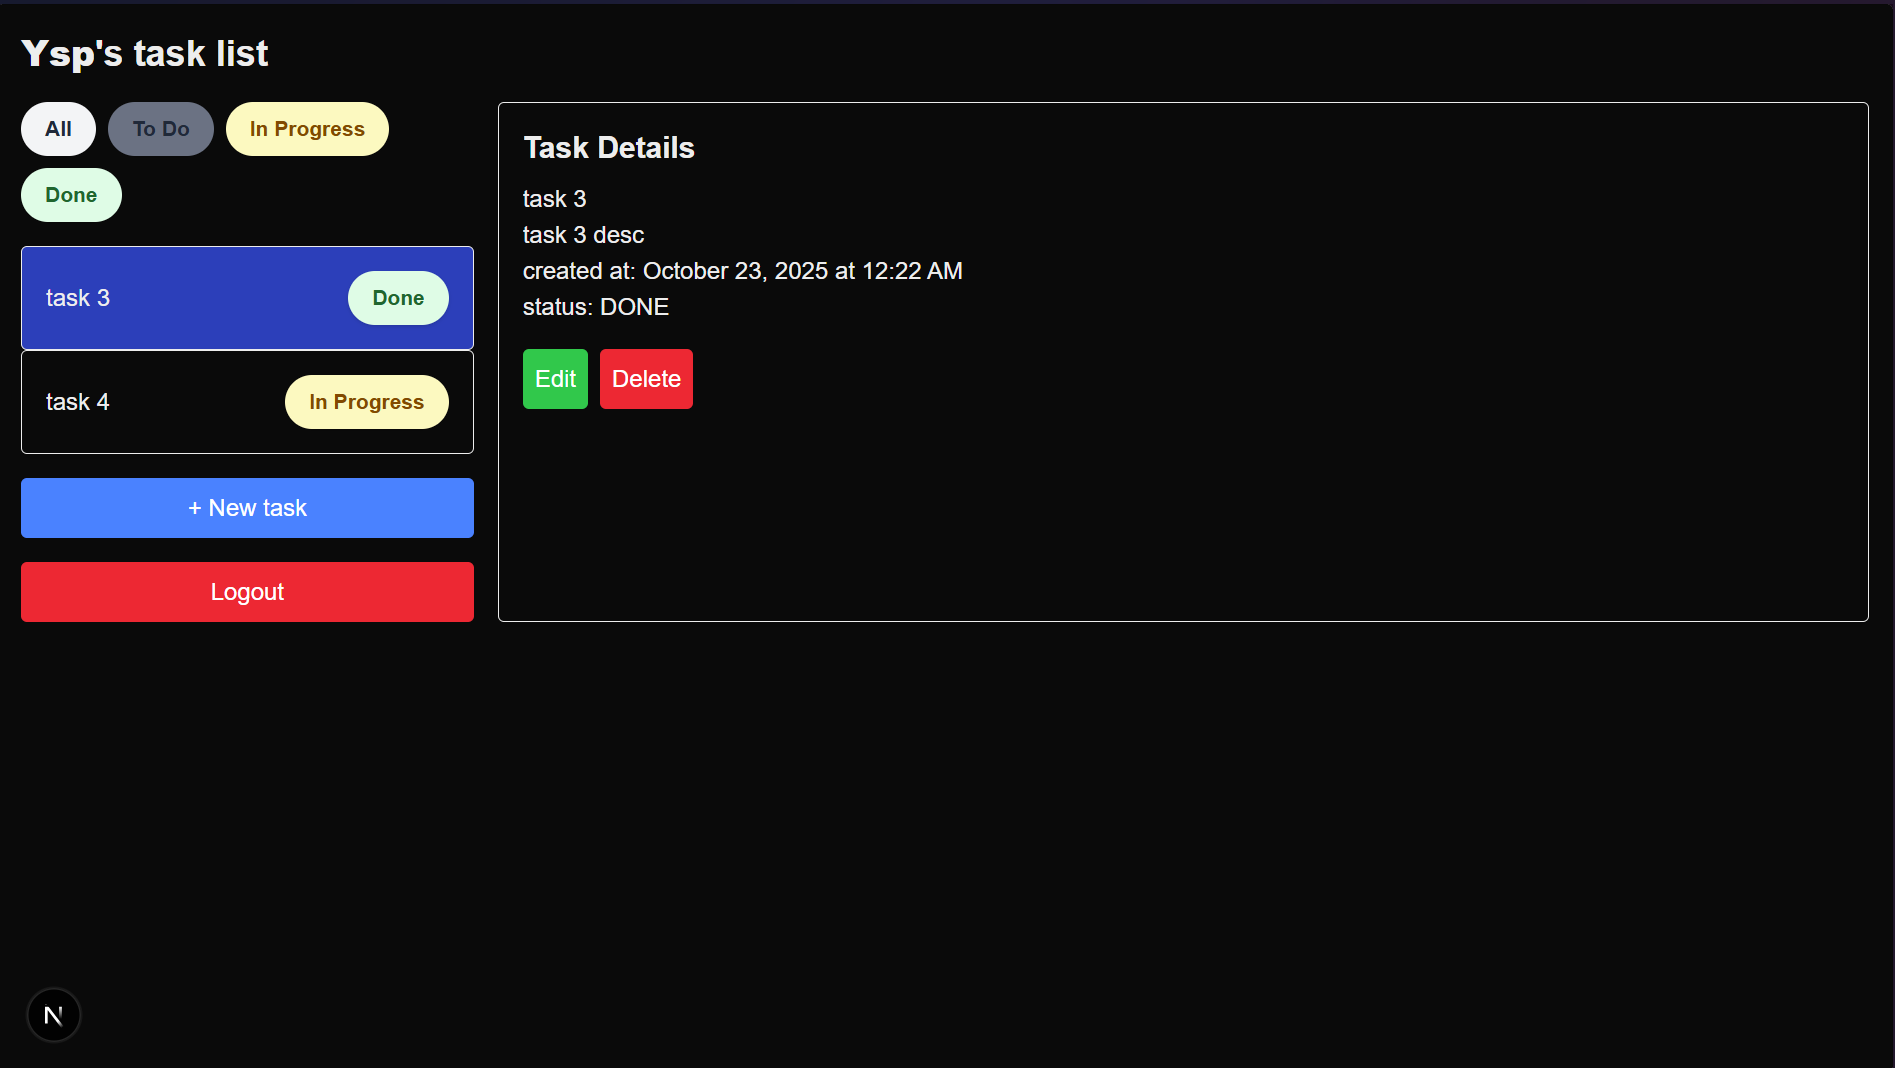 Ysp's task list
All To Do In Progress
Done
task 3 Done
task 4 In Progress
+ New task
Logout
Task Details
task 3
task 3 desc
created at: October 23, 2025 at 12:22 AM
status: DONE
Edit Delete
N